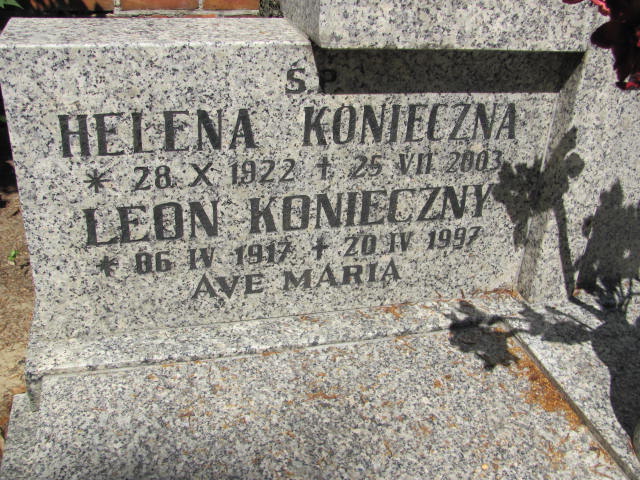 Ś.P.
HELENA KONIECZNA
* 28 X 1922 + 25 VII 2003
LEON KONIECZNY
* 06 IV 1917 + 20 IV 1997
AVE MARIA